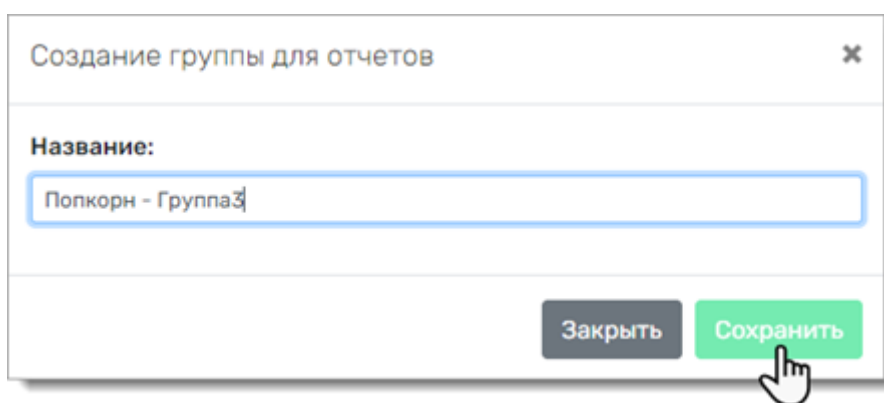 Создание группы для отчетов
Название:
Попкорн - Группа3
Закрыть Сохранить